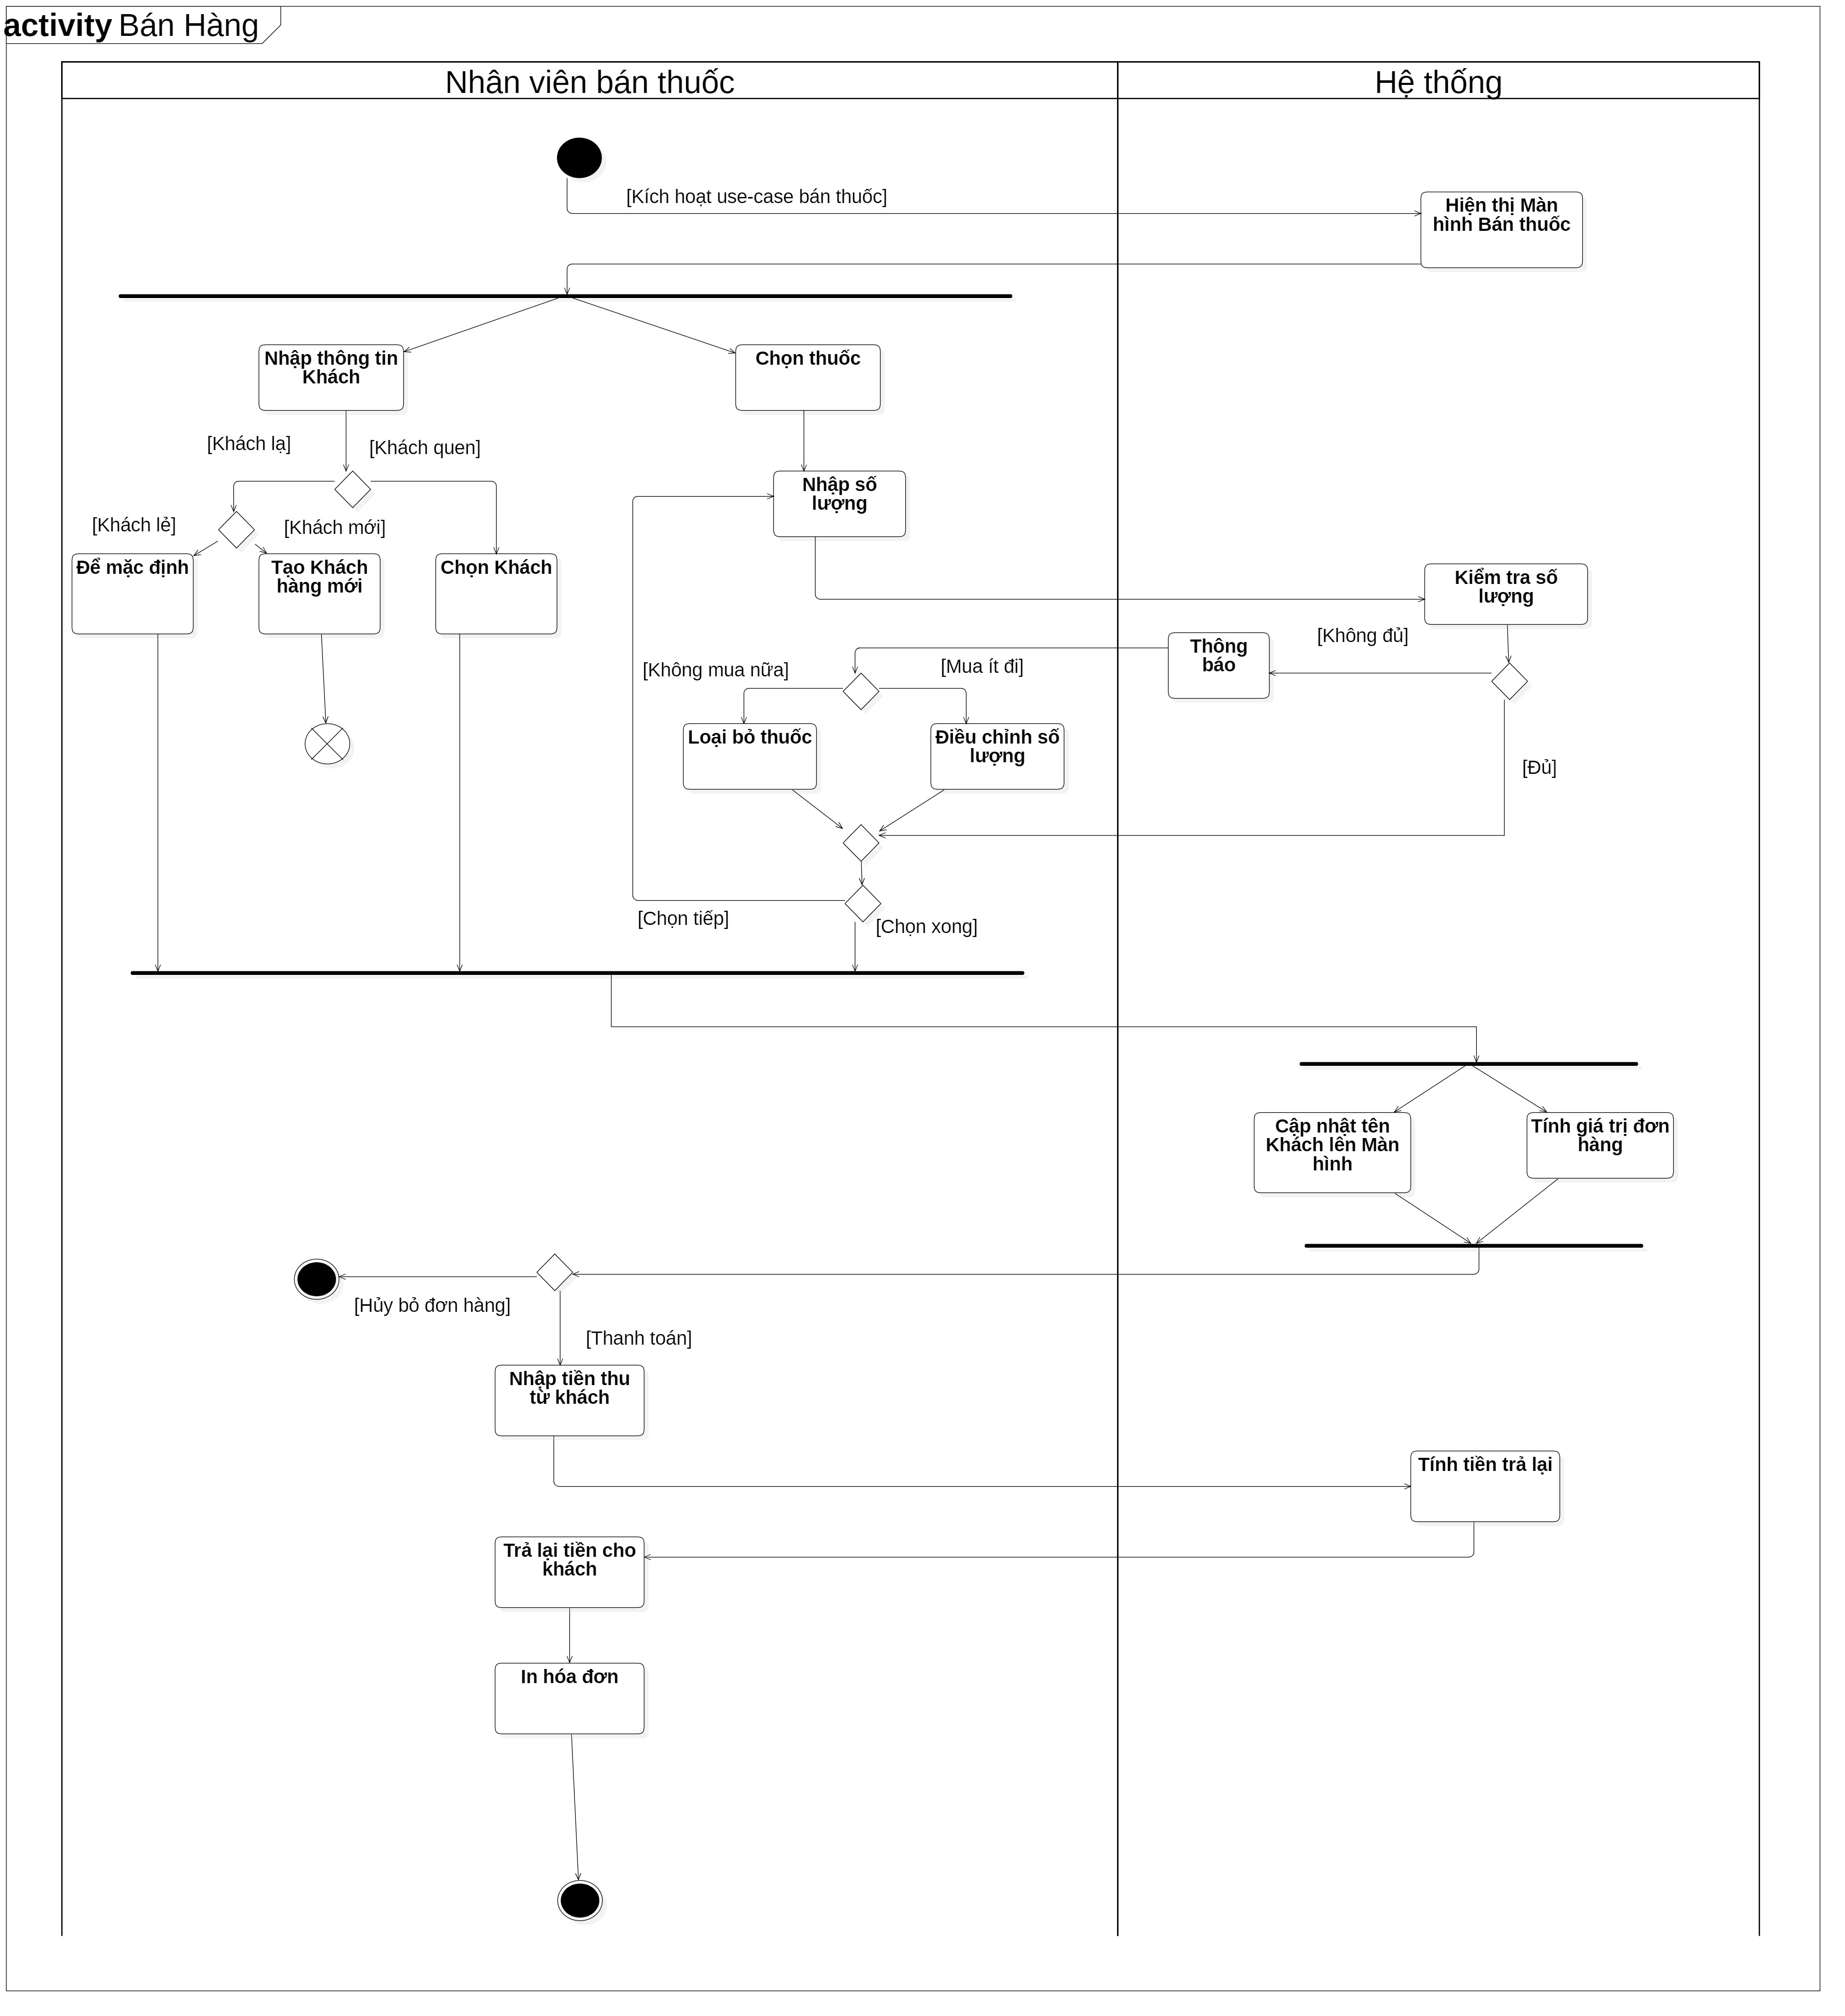 activity Bán Hàng
Nhân viên bán thuốc
Hệ thống
[Kích hoạt use-case bán thuốc]
Hiện thị Màn
hình Bán thuốc
Nhập thông tin
Khách
Chọn thuốc
[Khách lạ]
[Khách quen]
Nhập số
lượng
[Khách lẻ]
[Khách mới]
Để mặc định
Tạo Khách
hàng mới
Chọn Khách
Kiểm tra số
lượng
[Không đủ]
Thông
báo
[Không mua nữa]
[Mua ít đi]
Loại bỏ thuốc
Điều chỉnh số
lượng
[Đủ]
[Chọn tiếp]
[Chọn xong]
Cập nhật tên
Khách lên Màn
hình
Tính giá trị đơn
hàng
[Hủy bỏ đơn hàng]
[Thanh toán]
Nhập tiền thu
từ khách
Tính tiền trả lại
Trả lại tiền cho
khách
In hóa đơn